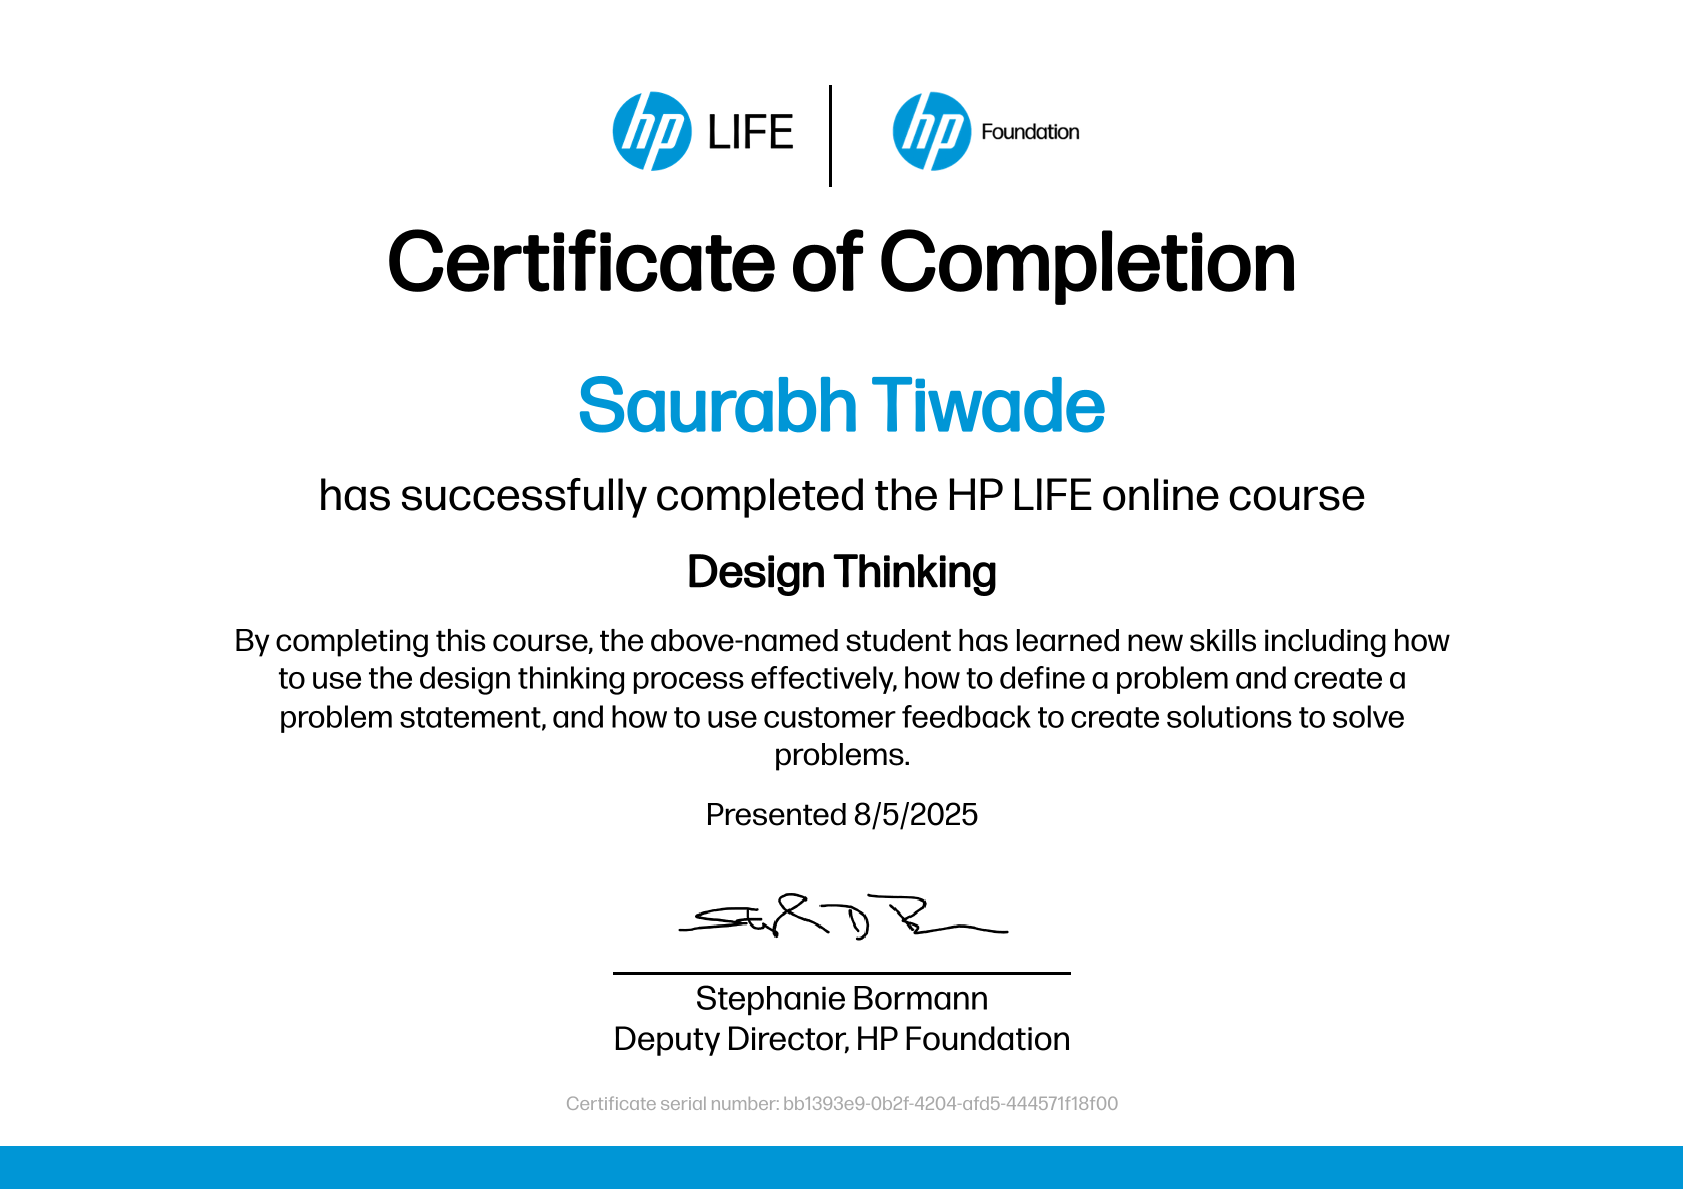 hp LIFE
hp Foundation
Certificate of Completion
Saurabh Tiwade
has successfully completed the HP LIFE online course
Design Thinking
By completing this course, the above-named student has learned new skills including how
to use the design thinking process effectively, how to define a problem and create a
problem statement, and how to use customer feedback to create solutions to solve
problems.
Presented 8/5/2025
Stephanie Bormann
Deputy Director, HP Foundation
Certificate serial number: bb1393e9-0b2f-4204-afd5-444571f18f00